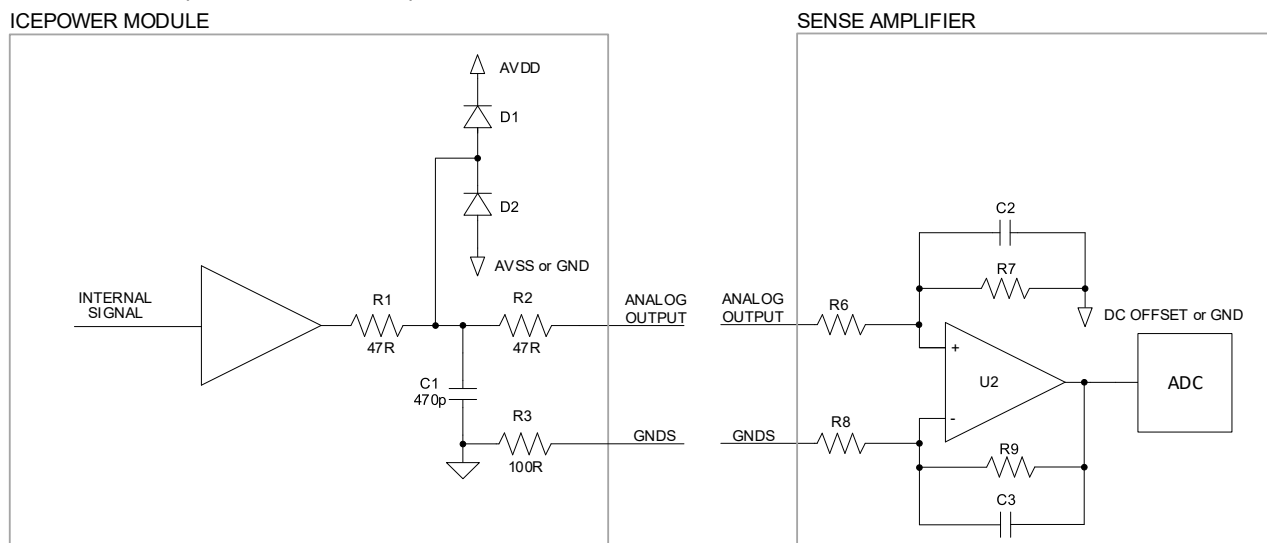 ICEPOWER MODULE
SENSE AMPLIFIER
AVDD
D1
D2
AVSS or GND
INTERNAL
SIGNAL
R1
47R
R2
47R
ANALOG
OUTPUT
C1
470p
R3
100R
GNDS
ANALOG
OUTPUT
R6
C2
R7
DC OFFSET or GND
+
U2
-
ADC
GNDS
R8
R9
C3